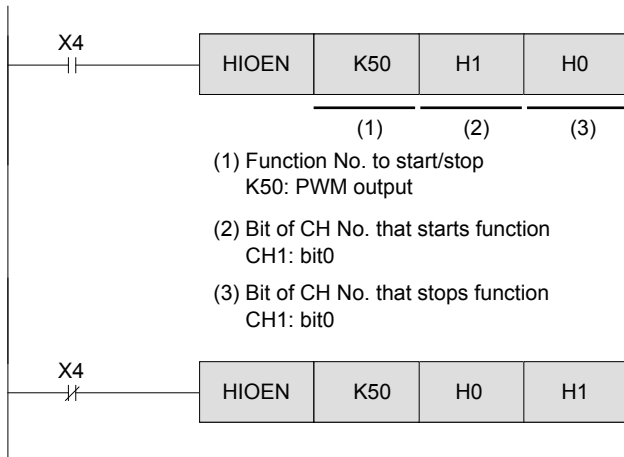 X4
HIOEN K50 H1 H0
(1) (2) (3)
(1) Function No. to start/stop
K50: PWM output
(2) Bit of CH No. that starts function
CH1: bit0
(3) Bit of CH No. that stops function
CH1: bit0
X4
HIOEN K50 H0 H1